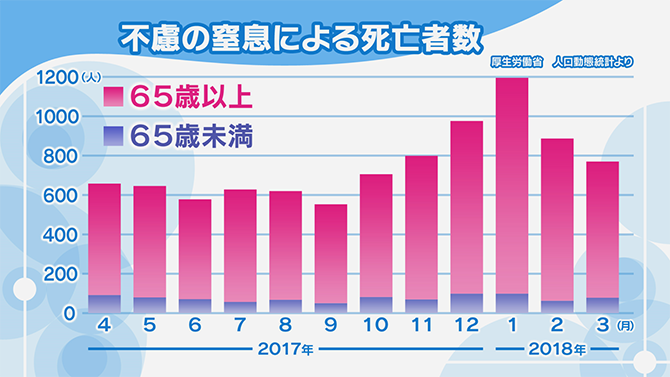 不慮の窒息による死亡者数
厚生労働省 人口動態統計より
1200(人)
65歳以上
1000
65歳未満
800
600
400
200
0
4 5 6 7 8 9 10 11 12 1 2 3(月)
2017年 2018年